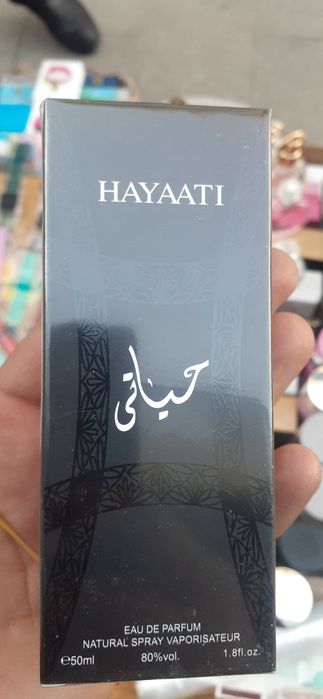 HAYAATI
حياتي
EAU DE PARFUM
NATURAL SPRAY VAPORISATEUR
℮50ml 80%vol. 1.8fl.oz.